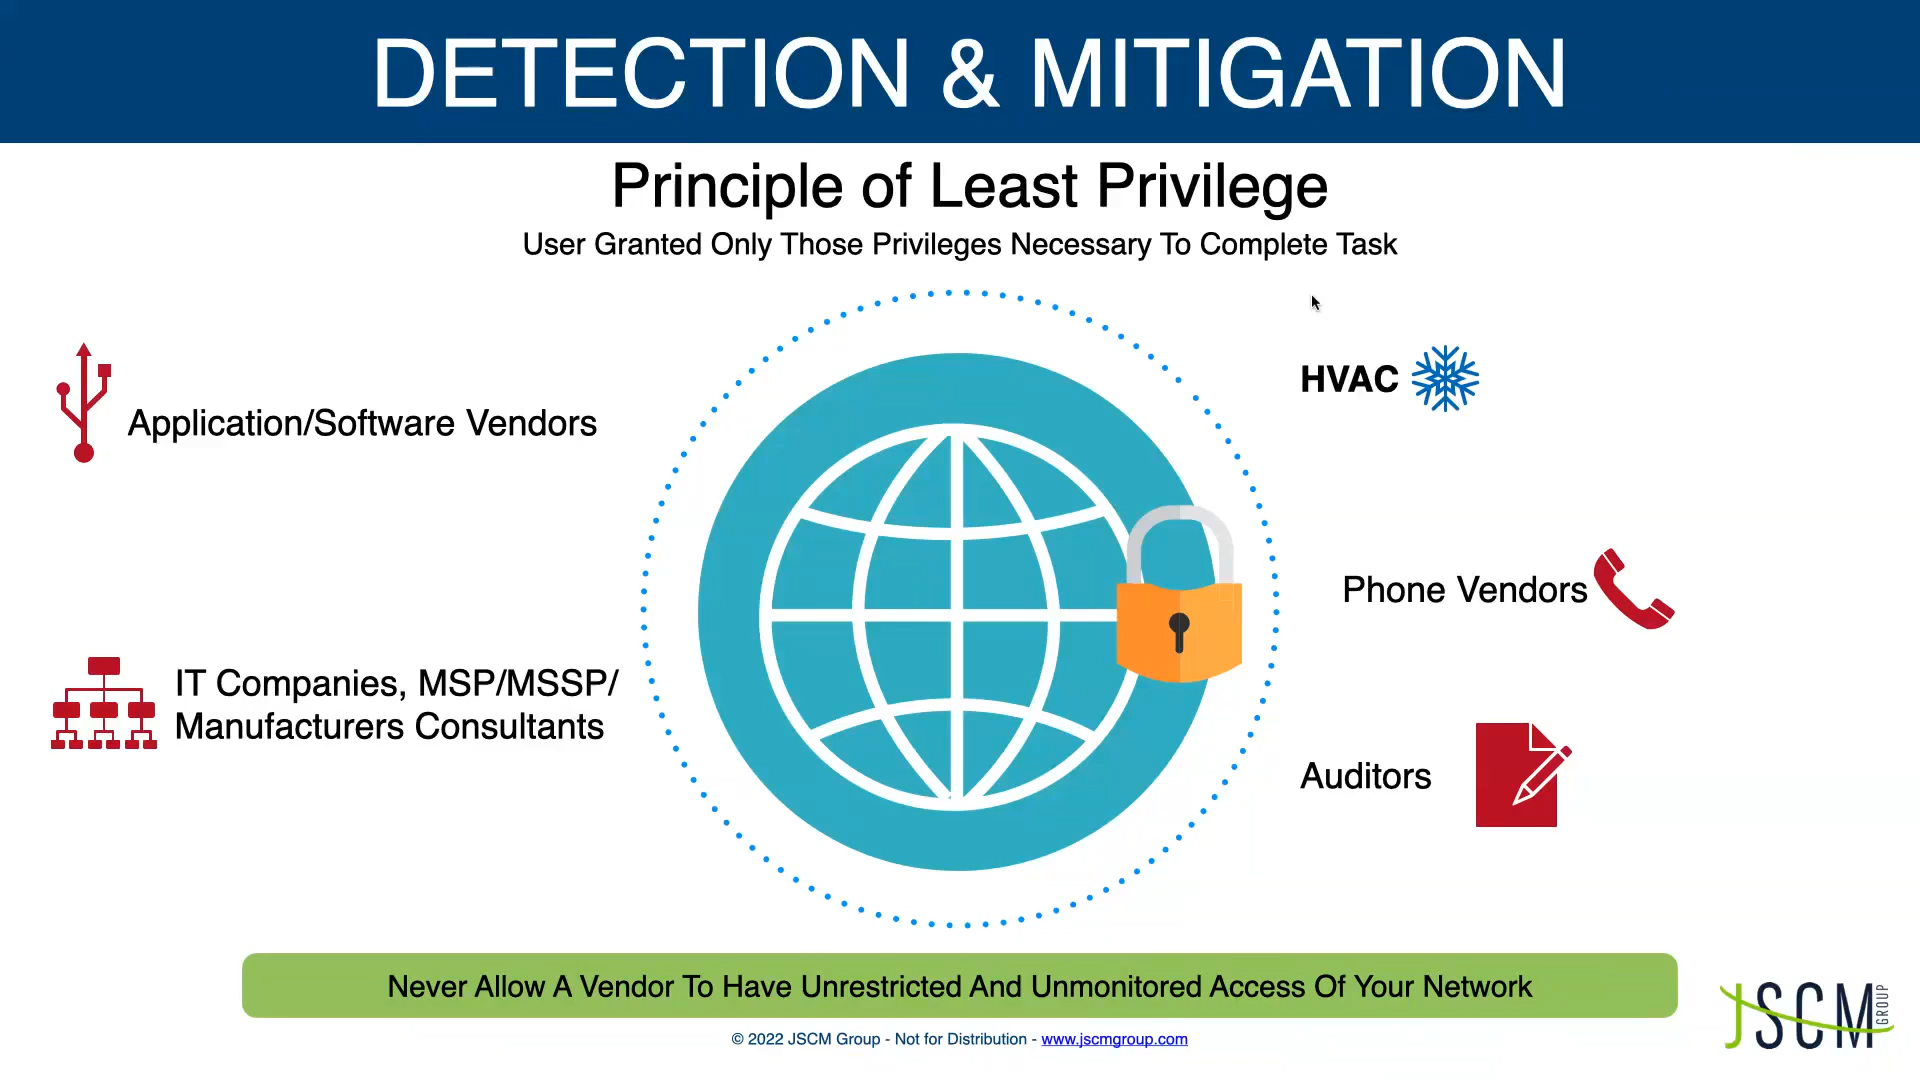 DETECTION & MITIGATION
Principle of Least Privilege
User Granted Only Those Privileges Necessary To Complete Task
HVAC
Application/Software Vendors
Phone Vendors
IT Companies, MSP/MSSP/
Manufacturers Consultants
Auditors
Never Allow A Vendor To Have Unrestricted And Unmonitored Access Of Your Network
JSCM GROUP
© 2022 JSCM Group - Not for Distribution - www.jscmgroup.com